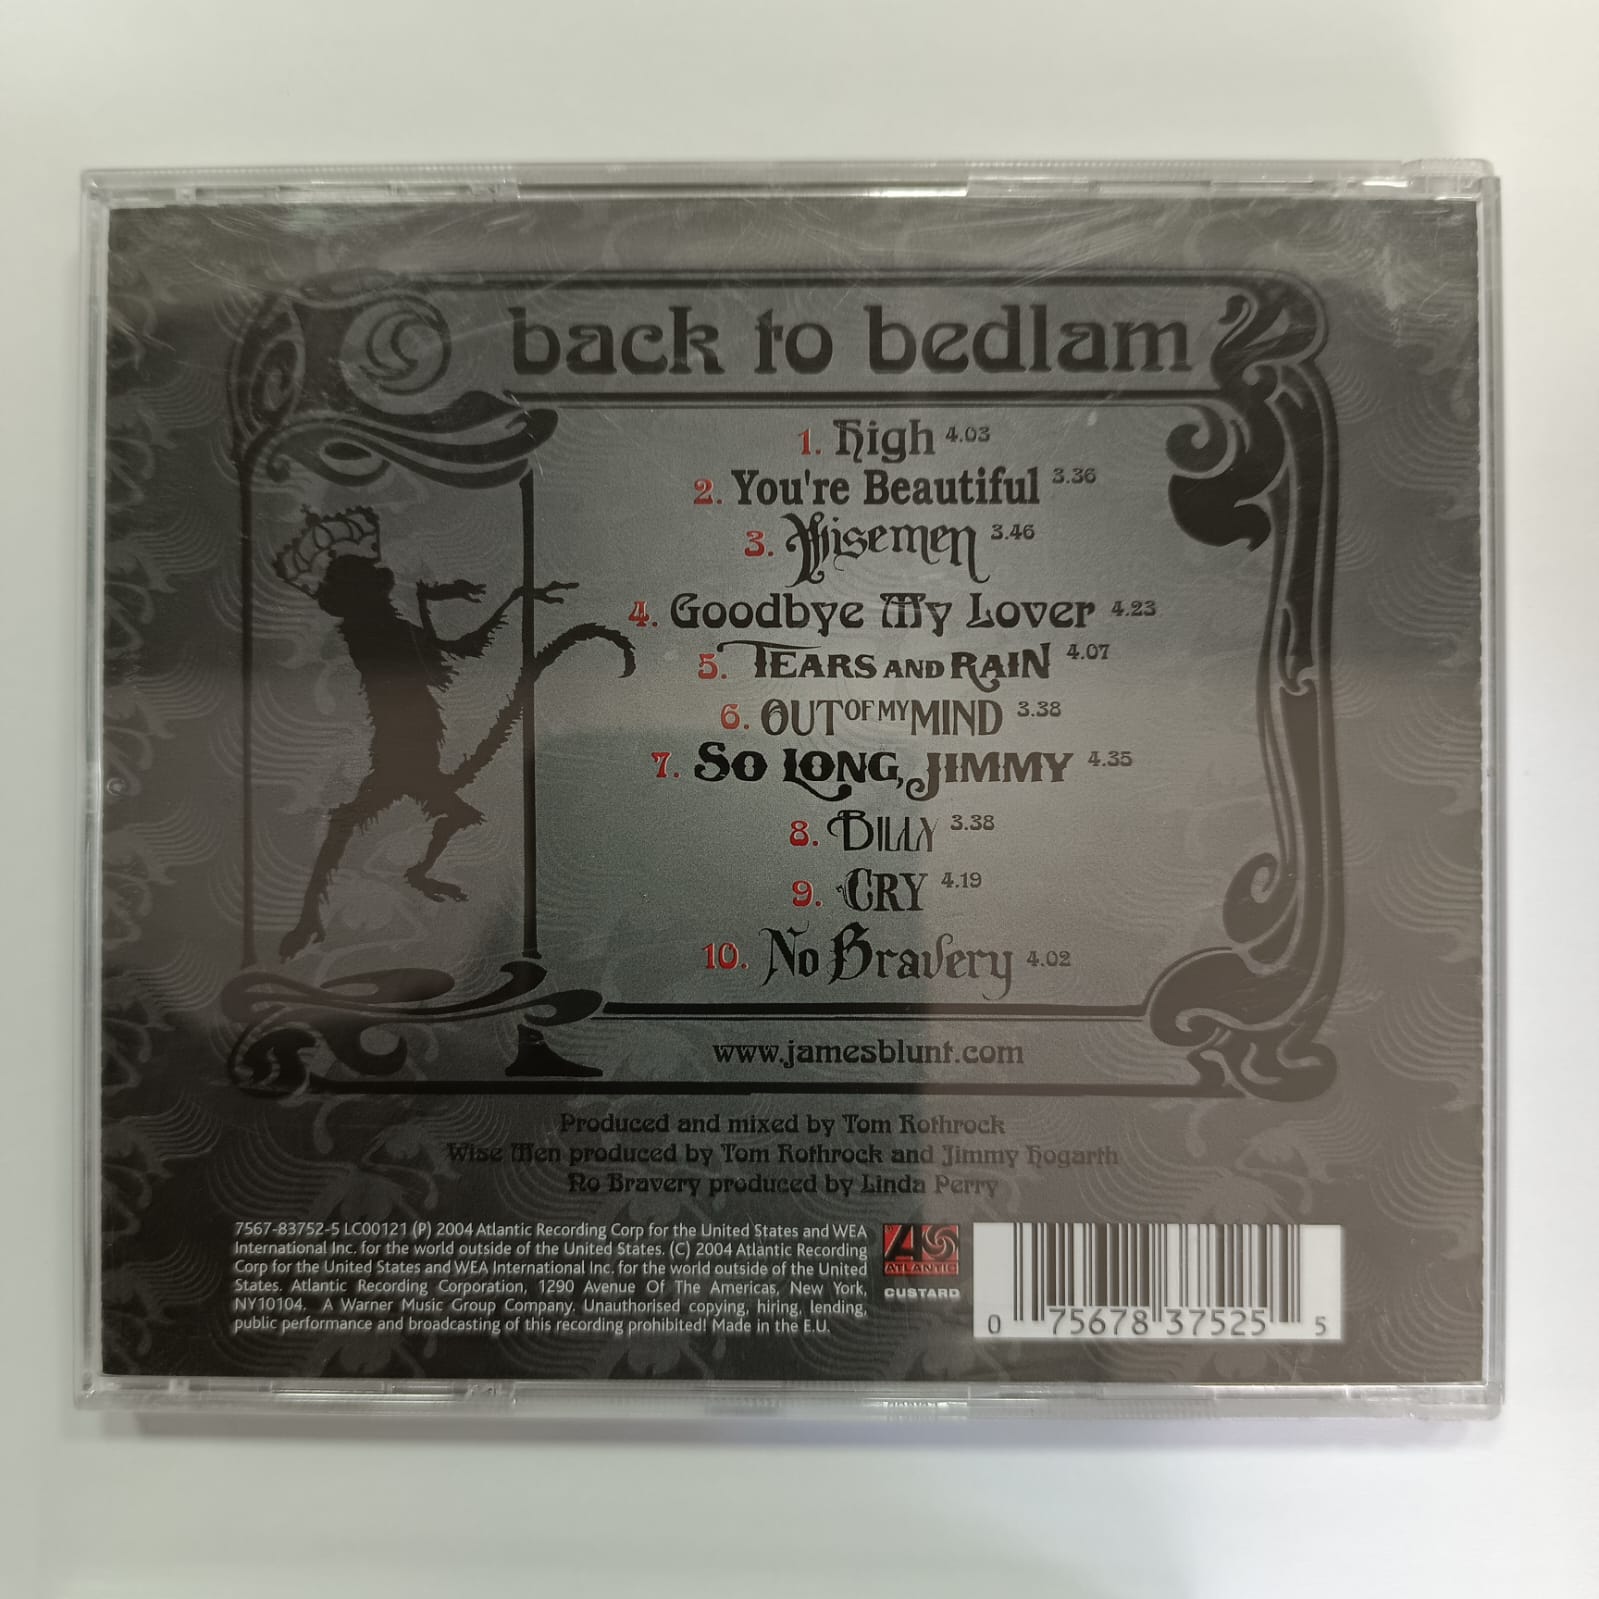 back to bedlam
1. High 4.03
2. You're Beautiful 3.36
3. Wisemen 3.46
4. Goodbye My Lover 4.23
5. TEARS AND RAIN 4.07
6. OUT OF MY MIND 3.38
7. SO LONG, JIMMY 4.35
8. BILLY 3.38
9. CRY 4.19
10. No Bravery 4.02
www.jamesblunt.com
Produced and mixed by Tom Rothrock
Wise Men produced by Tom Rothrock and Jimmy Hogarth
No Bravery produced by Linda Perry
7567-83752-5 LC00121 (P) 2004 Atlantic Recording Corp for the United States and WEA
International Inc. for the world outside of the United States. (C) 2004 Atlantic Recording
Corp for the United States and WEA International Inc. for the world outside of the United
States. Atlantic Recording Corporation, 1290 Avenue Of The Americas, New York,
NY10104. A Warner Music Group Company. Unauthorised copying, hiring, lending,
public performance and broadcasting of this recording prohibited! Made in the E.U.
ATLANTIC
CUSTARD
0 75678 37525 5